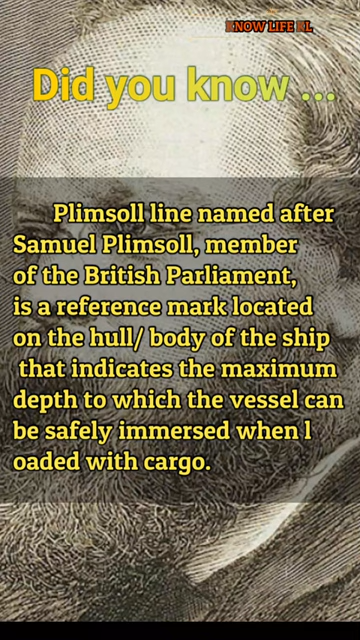 KNOW LIFE OL
Did you know ...
Plimsoll line named after
Samuel Plimsoll, member
of the British Parliament,
is a reference mark located
on the hull/ body of the ship
that indicates the maximum
depth to which the vessel can
be safely immersed when l
oaded with cargo.